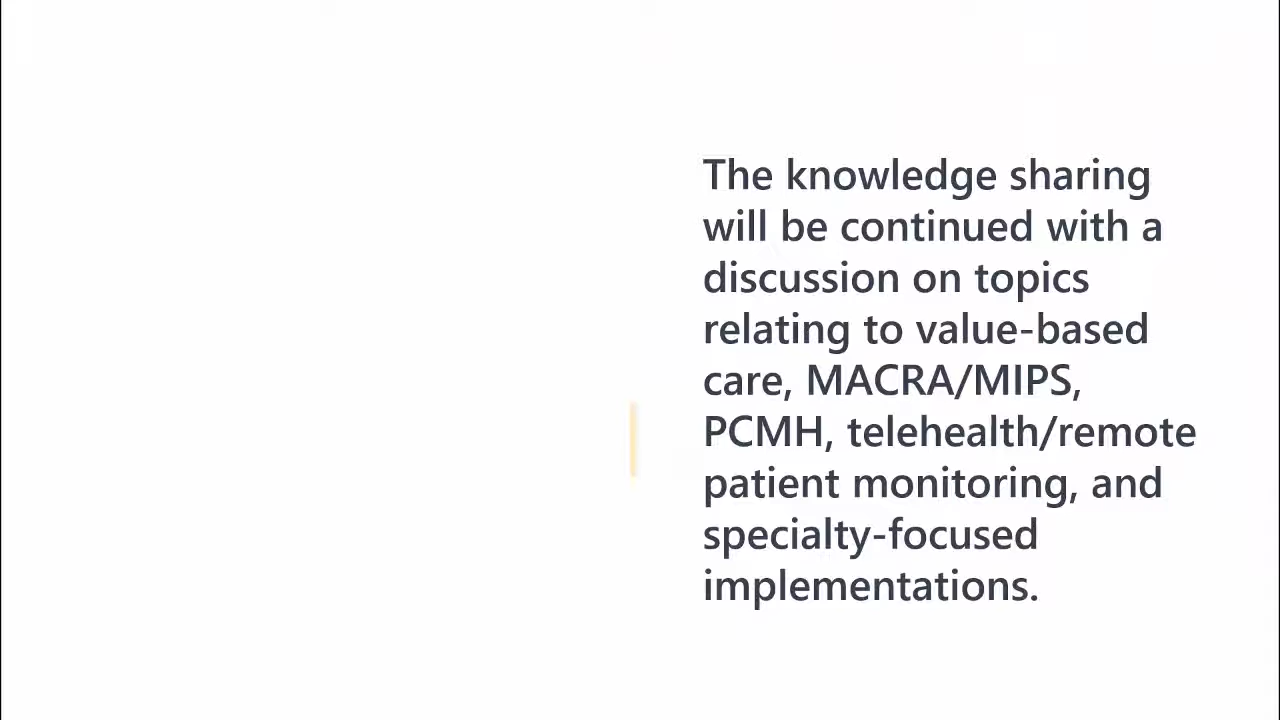 The knowledge sharing
will be continued with a
discussion on topics
relating to value-based
care, MACRA/MIPS,
PCMH, telehealth/remote
patient monitoring, and
specialty-focused
implementations.